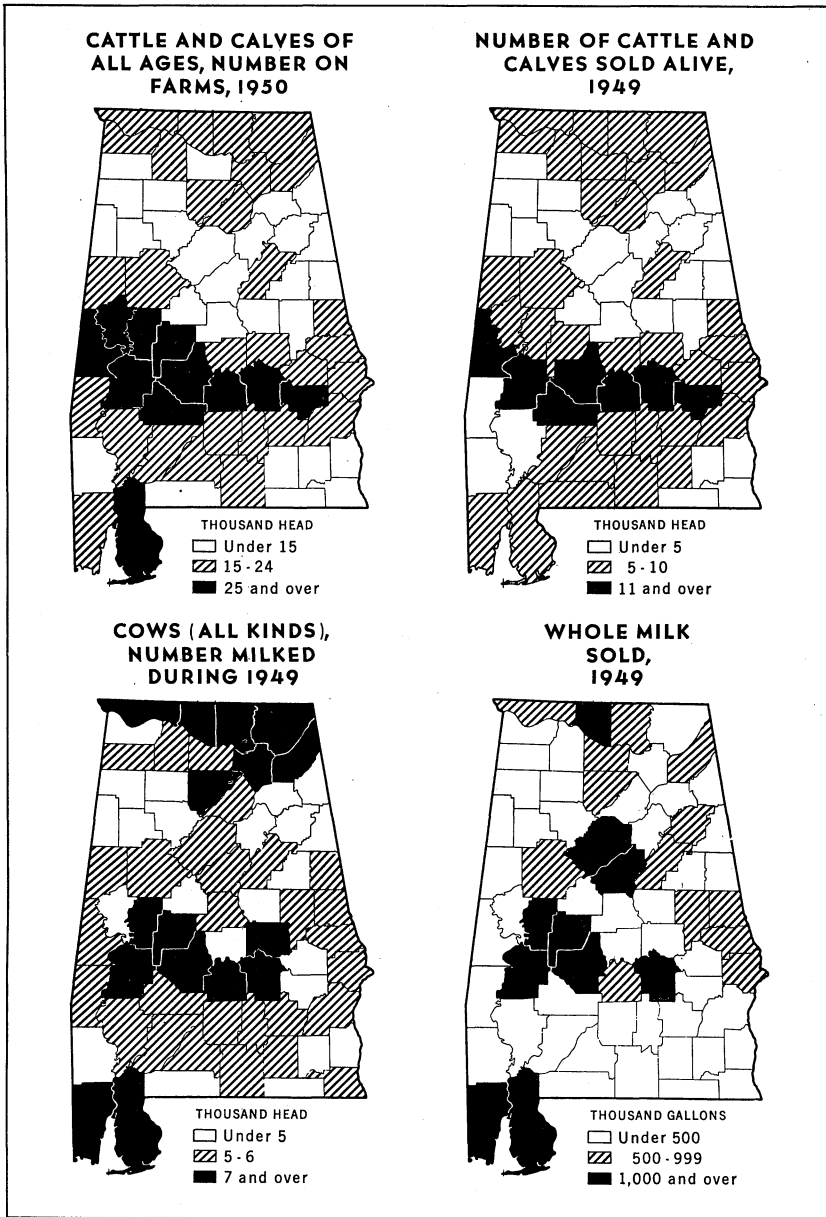 CATTLE AND CALVES OF
ALL AGES, NUMBER ON
FARMS, 1950
THOUSAND HEAD
Under 15
15-24
25 and over
NUMBER OF CATTLE AND
CALVES SOLD ALIVE,
1949
THOUSAND HEAD
Under 5
5-10
11 and over
COWS (ALL KINDS),
NUMBER MILKED
DURING 1949
THOUSAND HEAD
Under 5
5-6
7 and over
WHOLE MILK
SOLD,
1949
THOUSAND GALLONS
Under 500
500-999
1,000 and over